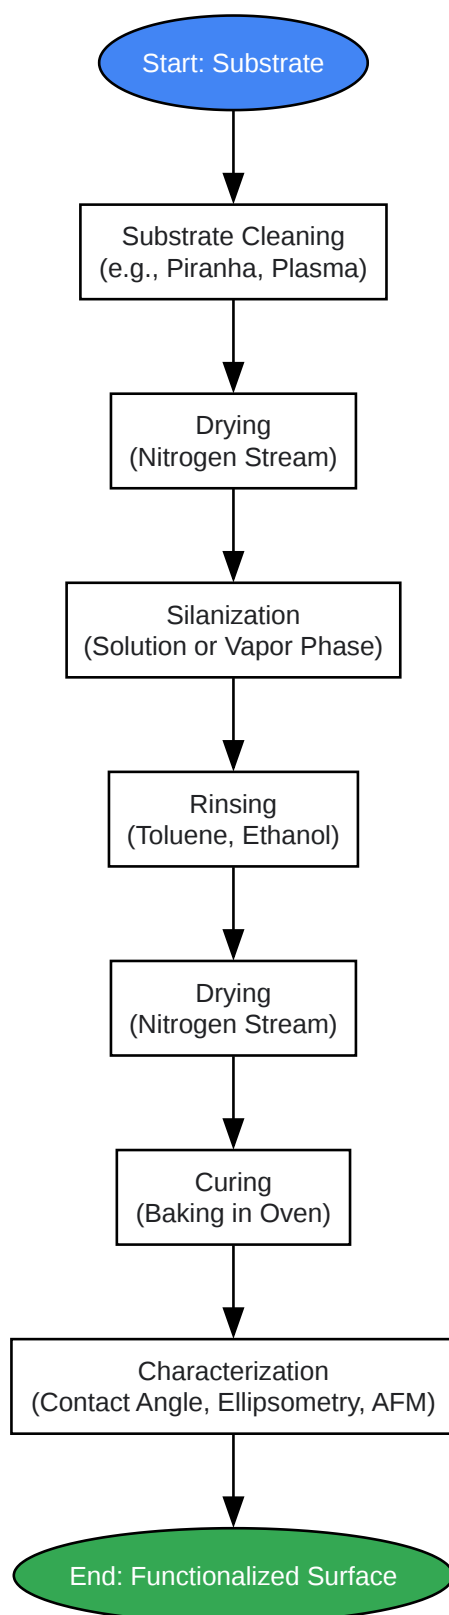 Start: Substrate
Substrate Cleaning
(e.g., Piranha, Plasma)
Drying
(Nitrogen Stream)
Silanization
(Solution or Vapor Phase)
Rinsing
(Toluene, Ethanol)
Drying
(Nitrogen Stream)
Curing
(Baking in Oven)
Characterization
(Contact Angle, Ellipsometry, AFM)
End: Functionalized Surface